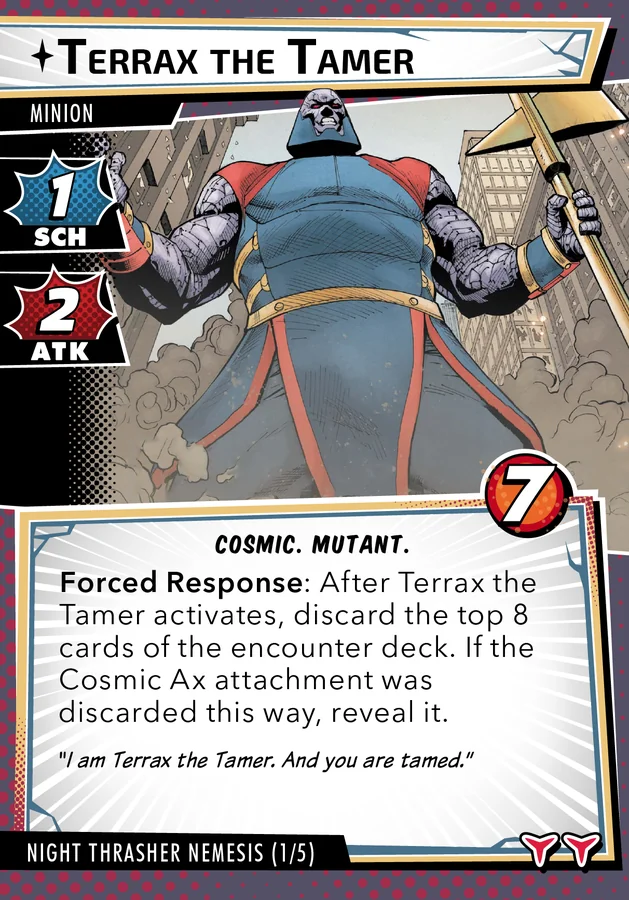 TERRAX THE TAMER
MINION
1
SCH
2
ATK
7
COSMIC. MUTANT.
Forced Response: After Terrax the
Tamer activates, discard the top 8
cards of the encounter deck. If the
Cosmic Ax attachment was
discarded this way, reveal it.
"I am Terrax the Tamer. And you are tamed."
NIGHT THRASHER NEMESIS (1/5)